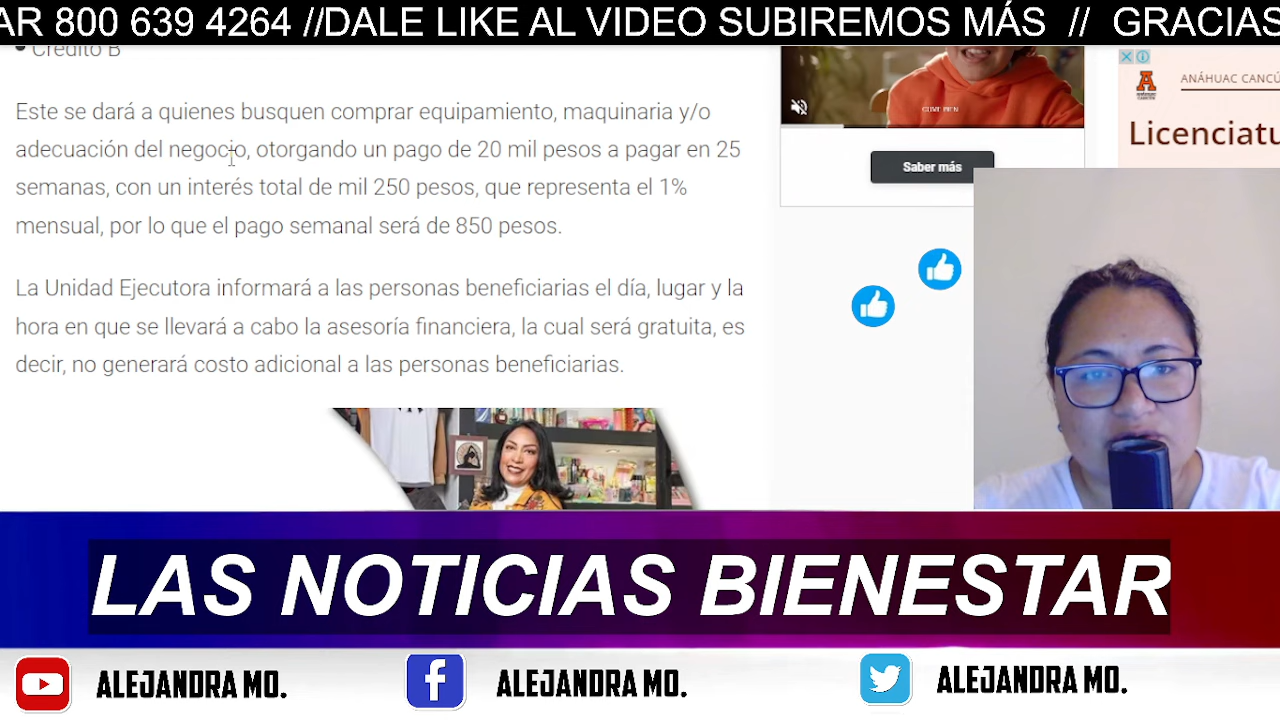 AR 800 639 4264 //DALE LIKE AL VIDEO SUBIREMOS MÁS // GRACIAS
• Crédito B
Este se dará a quienes busquen comprar equipamiento, maquinaria y/o
adecuación del negocio, otorgando un pago de 20 mil pesos a pagar en 25
semanas, con un interés total de mil 250 pesos, que representa el 1%
mensual, por lo que el pago semanal será de 850 pesos.
La Unidad Ejecutora informará a las personas beneficiarias el día, lugar y la
hora en que se llevará a cabo la asesoría financiera, la cual será gratuita, es
decir, no generará costo adicional a las personas beneficiarias.
COME BIEN
Saber más
ANÁHUAC CANCÚ
Licenciatu
LAS NOTICIAS BIENESTAR
ALEJANDRA MO.
ALEJANDRA MO.
ALEJANDRA MO.